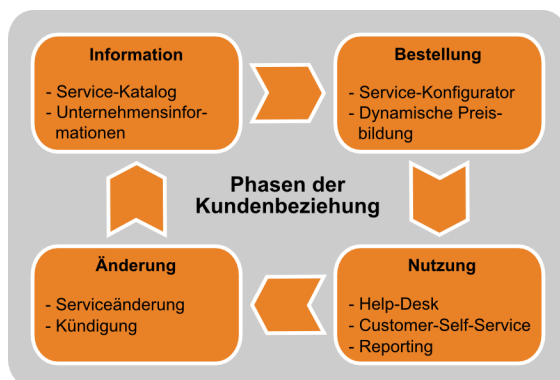 Information
- Service-Katalog
- Unternehmensinfor-
mationen
Bestellung
- Service-Konfigurator
- Dynamische Preis-
bildung
Phasen der
Kundenbeziehung
Änderung
- Serviceänderung
- Kündigung
Nutzung
- Help-Desk
- Customer-Self-Service
- Reporting